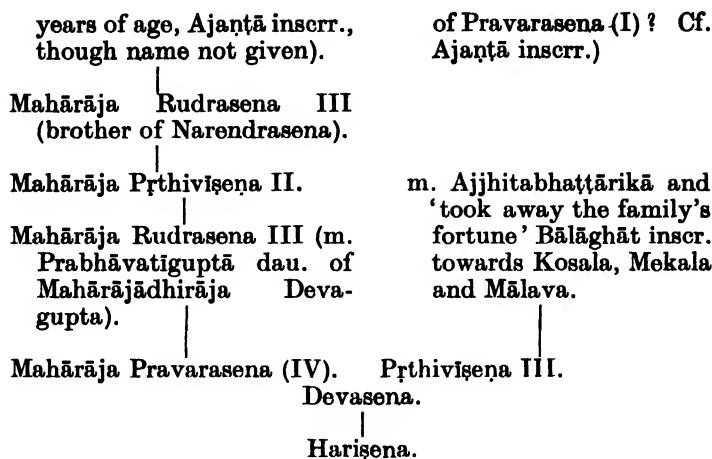 years of age, Ajaṇṭā inscrr.,
though name not given).
of Pravarasena (I) ? Cf.
Ajaṇṭā inscrr.)
Mahārāja Rudrasena III
(brother of Narendrasena).
Mahārāja Pṛthivīṣeṇa II.
Mahārāja Rudrasena III (m.
Prabhāvatīguptā dau. of
Mahārājādhirāja Deva-
gupta).
m. Ajjhitabhaṭṭārikā and
‘took away the family’s
fortune’ Bālāghāt inscr.
towards Kosala, Mekala
and Mālava.
Mahārāja Pravarasena (IV). Pṛthivīṣeṇa III.
Devasena.
Hariṣena.